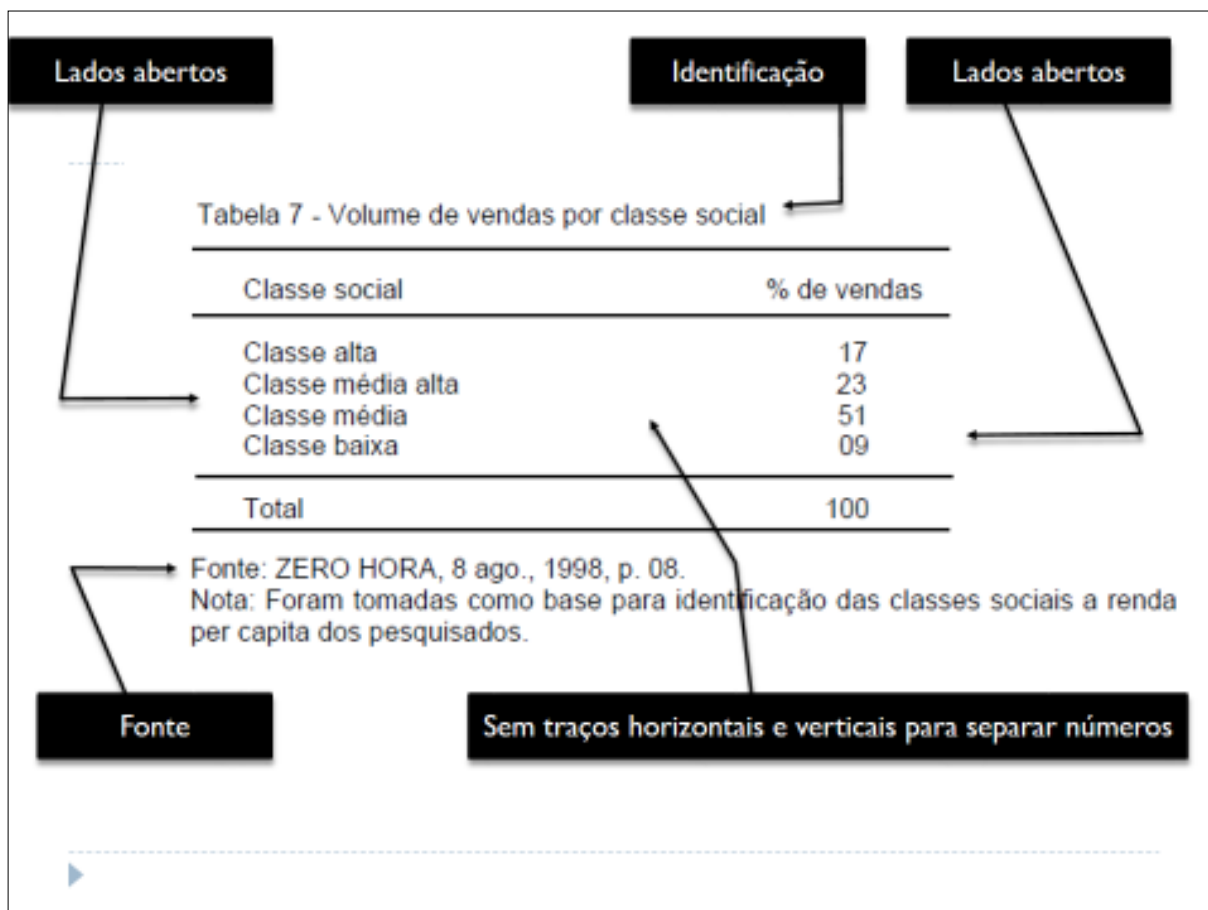 Lados abertos
Identificação
Lados abertos
Tabela 7 - Volume de vendas por classe social
Classe social % de vendas
Classe alta 17
Classe média alta 23
Classe média 51
Classe baixa 09
Total 100
Fonte: ZERO HORA, 8 ago., 1998, p. 08.
Nota: Foram tomadas como base para identificação das classes sociais a renda
per capita dos pesquisados.
Fonte
Sem traços horizontais e verticais para separar números